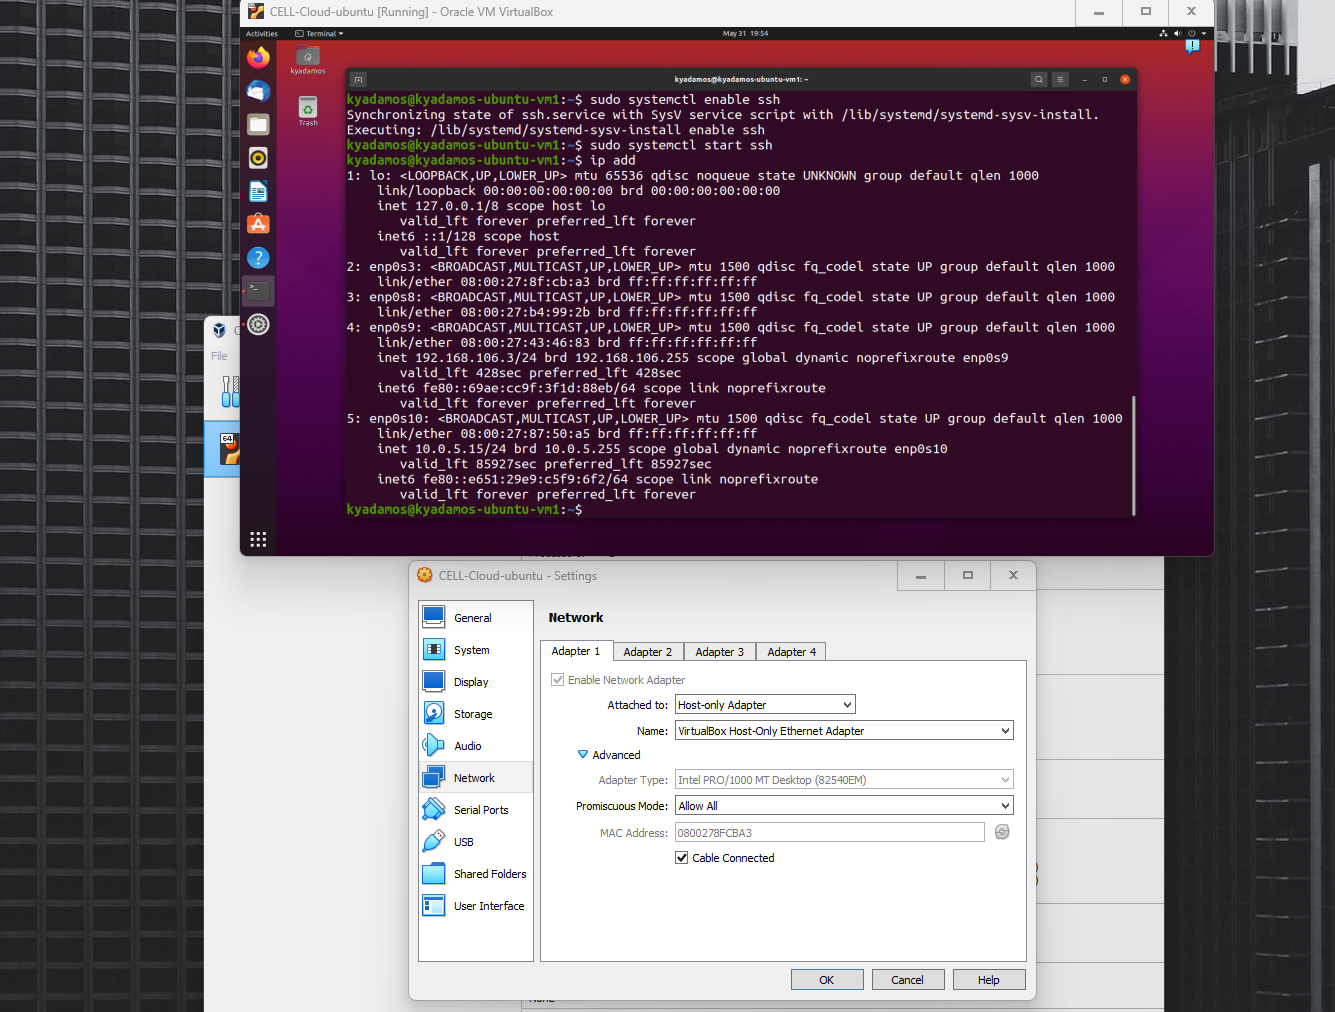 CELL-Cloud-ubuntu [Running] - Oracle VM VirtualBox
Activities
Terminal
May 31 19:54
kyadamos
Trash
kyadamos@kyadamos-ubuntu-vm1: ~
kyadamos@kyadamos-ubuntu-vm1:~$ sudo systemctl enable ssh
Synchronizing state of ssh.service with SysV service script with /lib/systemd/systemd-sysv-install.
Executing: /lib/systemd/systemd-sysv-install enable ssh
kyadamos@kyadamos-ubuntu-vm1:~$ sudo systemctl start ssh
kyadamos@kyadamos-ubuntu-vm1:~$ ip add
1: lo: <LOOPBACK,UP,LOWER_UP> mtu 65536 qdisc noqueue state UNKNOWN group default qlen 1000
link/loopback 00:00:00:00:00:00 brd 00:00:00:00:00:00
inet 127.0.0.1/8 scope host lo
valid_lft forever preferred_lft forever
inet6 ::1/128 scope host
valid_lft forever preferred_lft forever
2: enp0s3: <BROADCAST,MULTICAST,UP,LOWER_UP> mtu 1500 qdisc fq_codel state UP group default qlen 1000
link/ether 08:00:27:8f:cb:a3 brd ff:ff:ff:ff:ff:ff
3: enp0s8: <BROADCAST,MULTICAST,UP,LOWER_UP> mtu 1500 qdisc fq_codel state UP group default qlen 1000
link/ether 08:00:27:b4:99:2b brd ff:ff:ff:ff:ff:ff
4: enp0s9: <BROADCAST,MULTICAST,UP,LOWER_UP> mtu 1500 qdisc fq_codel state UP group default qlen 1000
link/ether 08:00:27:43:46:83 brd ff:ff:ff:ff:ff:ff
inet 192.168.106.3/24 brd 192.168.106.255 scope global dynamic noprefixroute enp0s9
valid_lft 428sec preferred_lft 428sec
inet6 fe80::69ae:cc9f:3f1d:88eb/64 scope link noprefixroute
valid_lft forever preferred_lft forever
5: enp0s10: <BROADCAST,MULTICAST,UP,LOWER_UP> mtu 1500 qdisc fq_codel state UP group default qlen 1000
link/ether 08:00:27:87:50:a5 brd ff:ff:ff:ff:ff:ff
inet 10.0.5.15/24 brd 10.0.5.255 scope global dynamic noprefixroute enp0s10
valid_lft 85927sec preferred_lft 85927sec
inet6 fe80::e651:29e9:c5f9:6f2/64 scope link noprefixroute
valid_lft forever preferred_lft forever
kyadamos@kyadamos-ubuntu-vm1:~$
File
64
CELL-Cloud-ubuntu - Settings
General
System
Display
Storage
Audio
Network
Serial Ports
USB
Shared Folders
User Interface
Network
Adapter 1
Adapter 2
Adapter 3
Adapter 4
Enable Network Adapter
Attached to: Host-only Adapter
Name: VirtualBox Host-Only Ethernet Adapter
Advanced
Adapter Type: Intel PRO/1000 MT Desktop (82540EM)
Promiscuous Mode: Allow All
MAC Address: 0800278FCBA3
Cable Connected
OK
Cancel
Help